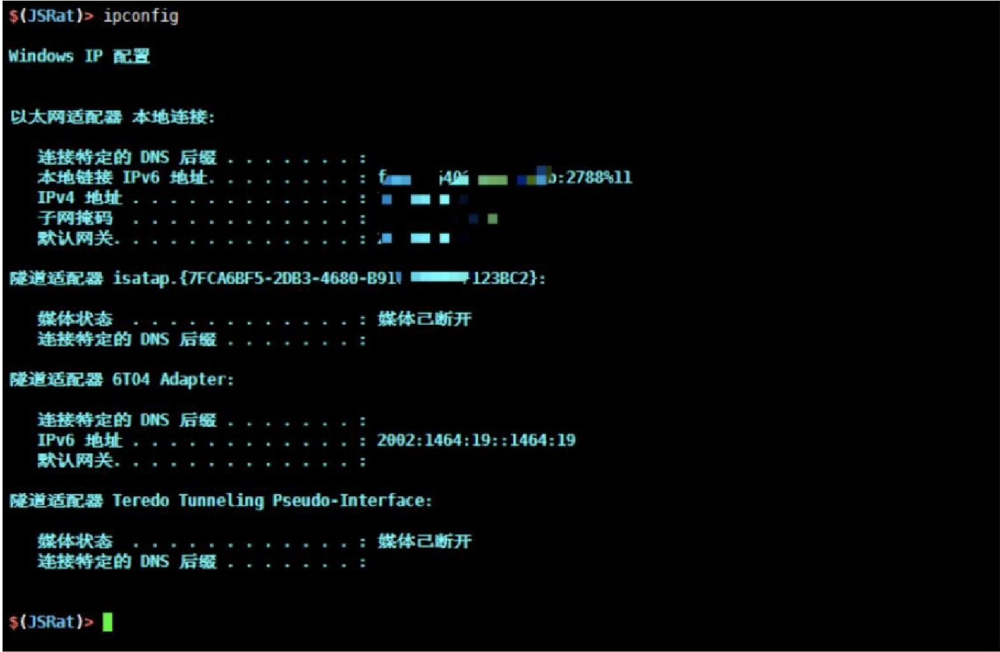 $(JSRat)> ipconfig
Windows IP 配置
以太网适配器 本地连接:
连接特定的 DNS 后缀 . . . . . . . :
本地链接 IPv6 地址. . . . . . . . : :2788%11
IPv4 地址 . . . . . . . . . . . . :
子网掩码 . . . . . . . . . . . . :
默认网关. . . . . . . . . . . . . :
隧道适配器 isatap.{7FCA6BF5-2DB3-4680-B91 123BC2}:
媒体状态 . . . . . . . . . . . . : 媒体已断开
连接特定的 DNS 后缀 . . . . . . . :
隧道适配器 6TO4 Adapter:
连接特定的 DNS 后缀 . . . . . . . :
IPv6 地址 . . . . . . . . . . . . : 2002:1464:19::1464:19
默认网关. . . . . . . . . . . . . :
隧道适配器 Teredo Tunneling Pseudo-Interface:
媒体状态 . . . . . . . . . . . . : 媒体已断开
连接特定的 DNS 后缀 . . . . . . . :
$(JSRat)>